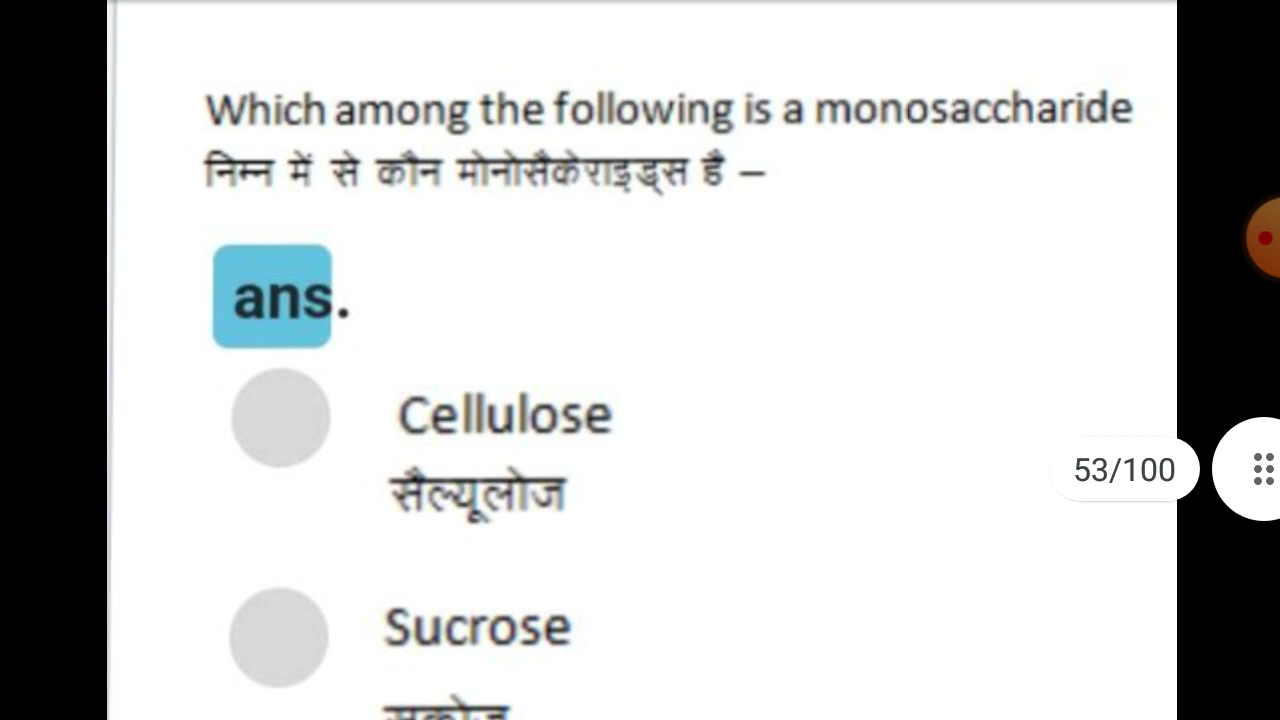 Which among the following is a monosaccharide
निम्न में से कौन मोनोसैकेराइड्स है –
ans.
Cellulose
सैल्यूलोज
53/100
Sucrose